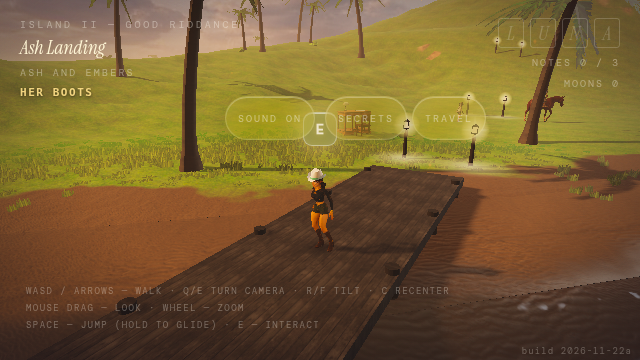 ISLAND II — GOOD RIDDANCE
Ash Landing
ASH AND EMBERS
HER BOOTS
LUNA
NOTES 0 / 3
MOONS 0
SOUND ON
SECRETS
TRAVEL
E
WASD / ARROWS — WALK · Q/E TURN CAMERA · R/F TILT · C RECENTER
MOUSE DRAG — LOOK · WHEEL — ZOOM
SPACE — JUMP (HOLD TO GLIDE) · E — INTERACT
build 2026-11-22a